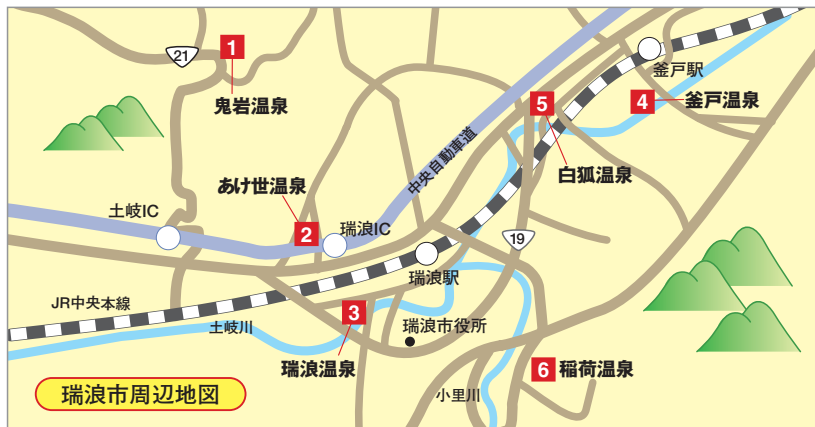 1
21
鬼岩温泉
釜戸駅
5
4
釜戸温泉
中央自動車道
白狐温泉
あけ世温泉
土岐IC
2
瑞浪IC
19
瑞浪駅
JR中央本線
3
土岐川
瑞浪市役所
瑞浪温泉
6
稲荷温泉
小里川
瑞浪市周辺地図